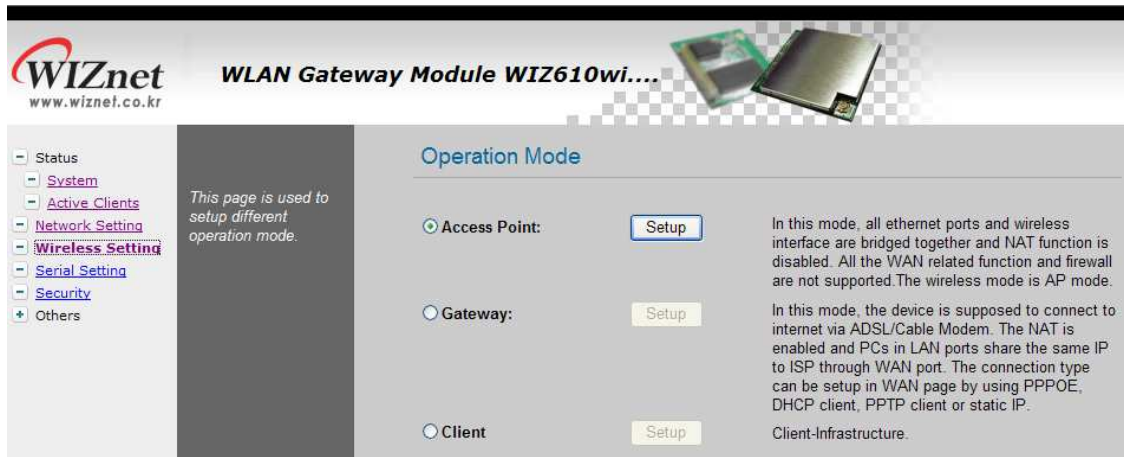 WIZnet
www.wiznet.co.kr
WLAN Gateway Module WIZ610wi....
Status
System
Active Clients
Network Setting
Wireless Setting
Serial Setting
Security
Others
This page is used to
setup different
operation mode.
Operation Mode
Access Point:
Setup
In this mode, all ethernet ports and wireless
interface are bridged together and NAT function is
disabled. All the WAN related function and firewall
are not supported.The wireless mode is AP mode.
Gateway:
Setup
In this mode, the device is supposed to connect to
internet via ADSL/Cable Modem. The NAT is
enabled and PCs in LAN ports share the same IP
to ISP through WAN port. The connection type
can be setup in WAN page by using PPPOE,
DHCP client, PPTP client or static IP.
Client
Setup
Client-Infrastructure.